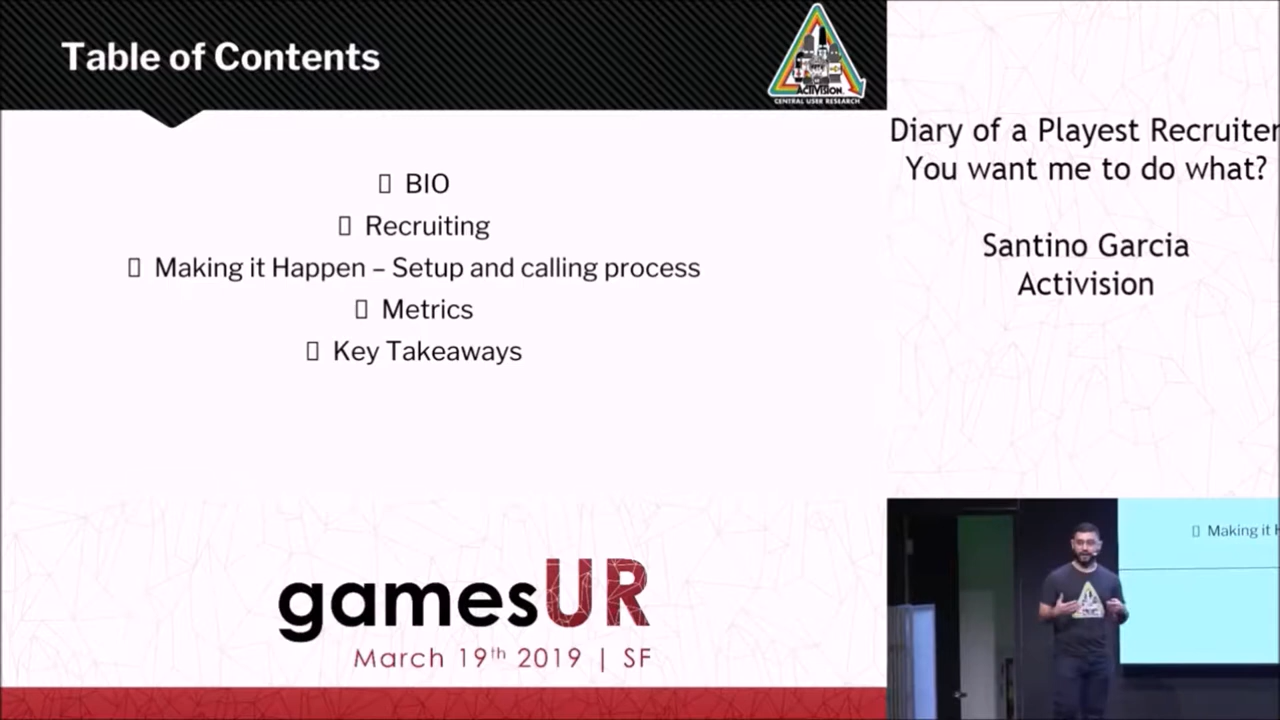 Table of Contents
ACTIVISION.
CENTRAL USER RESEARCH
BIO
Recruiting
Making it Happen – Setup and calling process
Metrics
Key Takeaways
gamesUR
March 19th 2019 | SF
Diary of a Playest Recruiter
You want me to do what?
Santino Garcia
Activision
Making it H